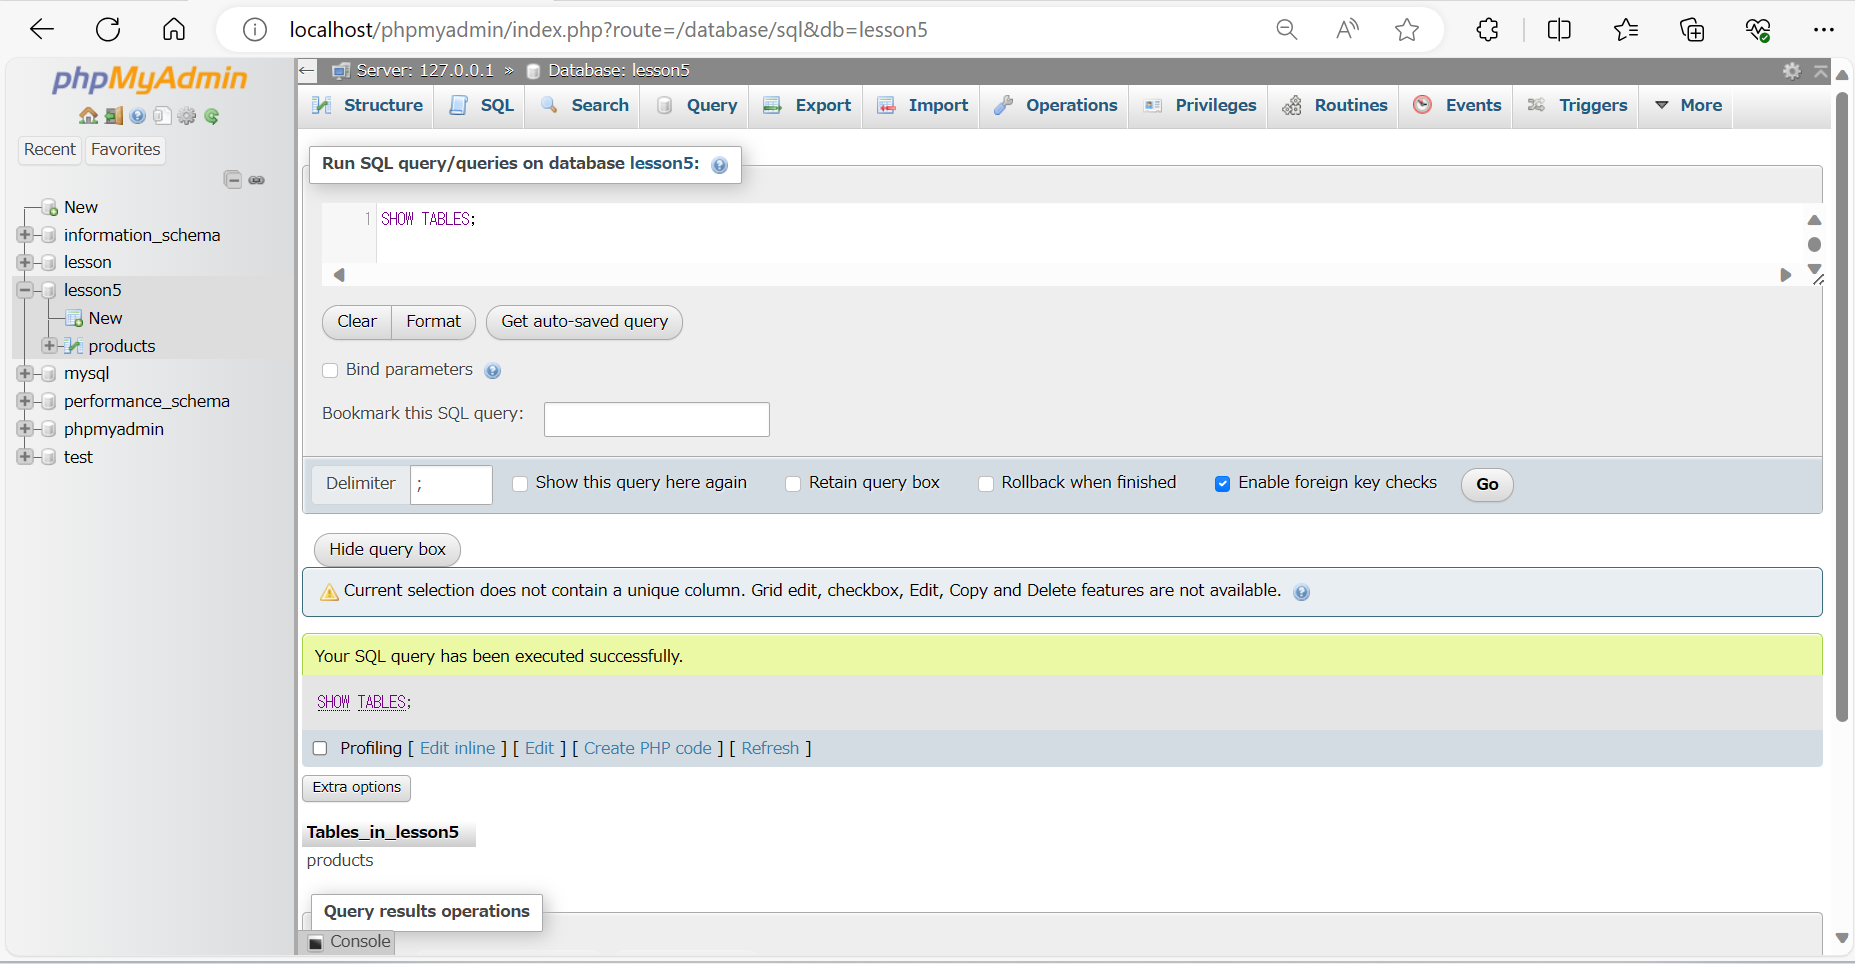 localhost/phpmyadmin/index.php?route=/database/sql&db=lesson5
phpMyAdmin
Recent Favorites
New
information_schema
lesson
lesson5
New
products
mysql
performance_schema
phpmyadmin
test
Server: 127.0.0.1 » Database: lesson5
Structure SQL Search Query Export Import Operations Privileges Routines Events Triggers More
Run SQL query/queries on database lesson5:
1 SHOW TABLES;
Clear Format Get auto-saved query
Bind parameters
Bookmark this SQL query:
Delimiter ; Show this query here again Retain query box Rollback when finished Enable foreign key checks Go
Hide query box
Current selection does not contain a unique column. Grid edit, checkbox, Edit, Copy and Delete features are not available.
Your SQL query has been executed successfully.
SHOW TABLES;
Profiling [ Edit inline ] [ Edit ] [ Create PHP code ] [ Refresh ]
Extra options
Tables_in_lesson5
products
Query results operations
Console